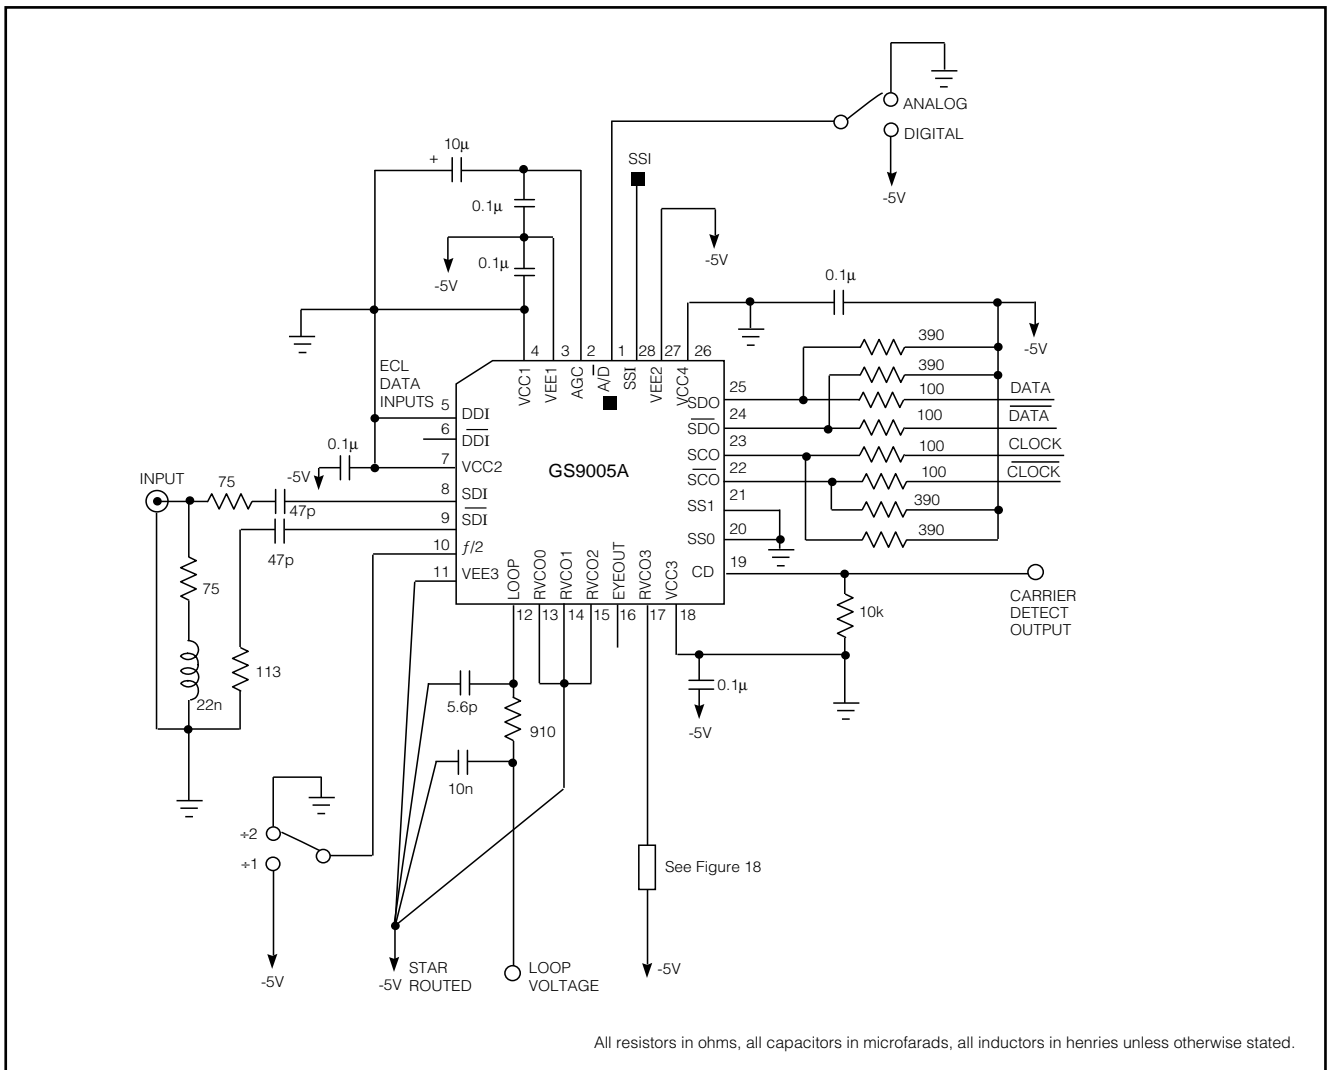 ANALOG
DIGITAL
-5V
10µ
+
SSI
0.1µ
-5V
0.1µ
-5V
0.1µ
-5V
4 3 2 1 28 27 26
VCC1 VEE1 AGC A/D SSI VEE2 VCC4
ECL
DATA
INPUTS
390
390
100 DATA
100 DATA
100 CLOCK
100 CLOCK
390
390
5 DDI
6 DDI
7 VCC2
8 SDI
9 SDI
10 ƒ/2
11 VEE3
GS9005A
SDO 25
SDO 24
SCO 23
SCO 22
SS1 21
SS0 20
CD 19
0.1µ
-5V
INPUT
75
47p
47p
75
113
22n
LOOP RVCO0 RVCO1 RVCO2 EYEOUT RVCO3 VCC3
12 13 14 15 16 17 18
CARRIER
DETECT
OUTPUT
10k
0.1µ
-5V
5.6p
910
10n
÷2
÷1
See Figure 18
-5V
-5V STAR
ROUTED
LOOP
VOLTAGE
-5V
All resistors in ohms, all capacitors in microfarads, all inductors in henries unless otherwise stated.